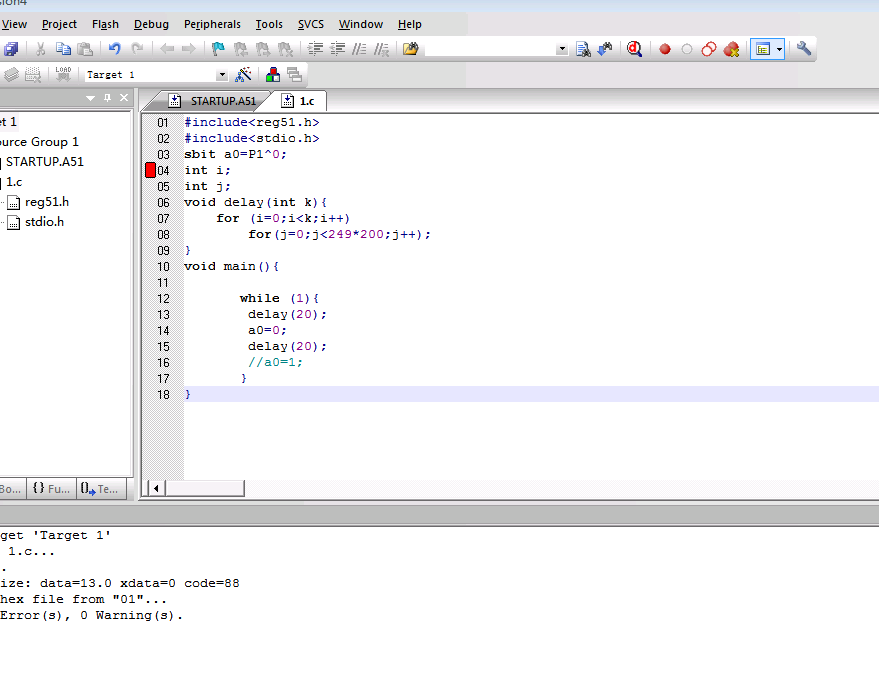 sion4
View Project Flash Debug Peripherals Tools SVCS Window Help
LOAD Target 1
STARTUP.A51 1.c
et 1
ource Group 1
STARTUP.A51
1.c
reg51.h
stdio.h
01 #include<reg51.h>
02 #include<stdio.h>
03 sbit a0=P1^0;
04 int i;
05 int j;
06 void delay(int k){
07 for (i=0;i<k;i++)
08 for(j=0;j<249*200;j++);
09 }
10 void main(){
11
12 while (1){
13 delay(20);
14 a0=0;
15 delay(20);
16 //a0=1;
17 }
18 }
Bo... {} Fu... Te...
get 'Target 1'
1.c...
.
ize: data=13.0 xdata=0 code=88
hex file from "01"...
Error(s), 0 Warning(s).